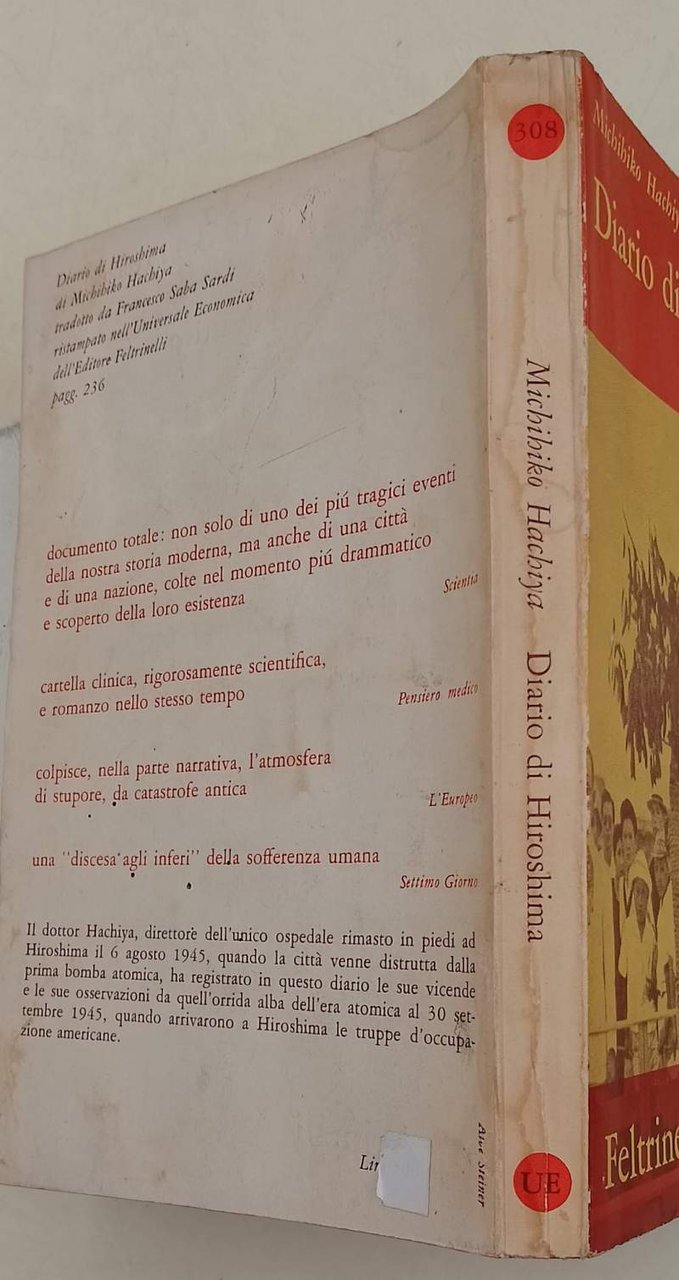 Diario di Hiroshima
di Michihiko Hachiya
tradotto da Francesco Saba Sardi
ristampato nell'Universale Economica
dell'Editore Feltrinelli
pagg. 236
documento totale: non solo di uno dei piú tragici eventi
della nostra storia moderna, ma anche di una città
e di una nazione, colte nel momento piú drammatico
e scoperto della loro esistenza
Scientia
cartella clinica, rigorosamente scientifica,
e romanzo nello stesso tempo
Pensiero medico
colpisce, nella parte narrativa, l'atmosfera
di stupore, da catastrofe antica
L'Europeo
una "discesa agli inferi" della sofferenza umana
Settimo Giorno
Il dottor Hachiya, direttore dell'unico ospedale rimasto in piedi ad
Hiroshima il 6 agosto 1945, quando la città venne distrutta dalla
prima bomba atomica, ha registrato in questo diario le sue vicende
e le sue osservazioni da quell'orrida alba dell'era atomica al 30 set-
tembre 1945, quando arrivarono a Hiroshima le truppe d'occupa-
zione americane.
Albe Steiner
308
Michihiko Hachiya Diario di Hiroshima
UE
Michihiko Hachiy
Diario di
Feltrine